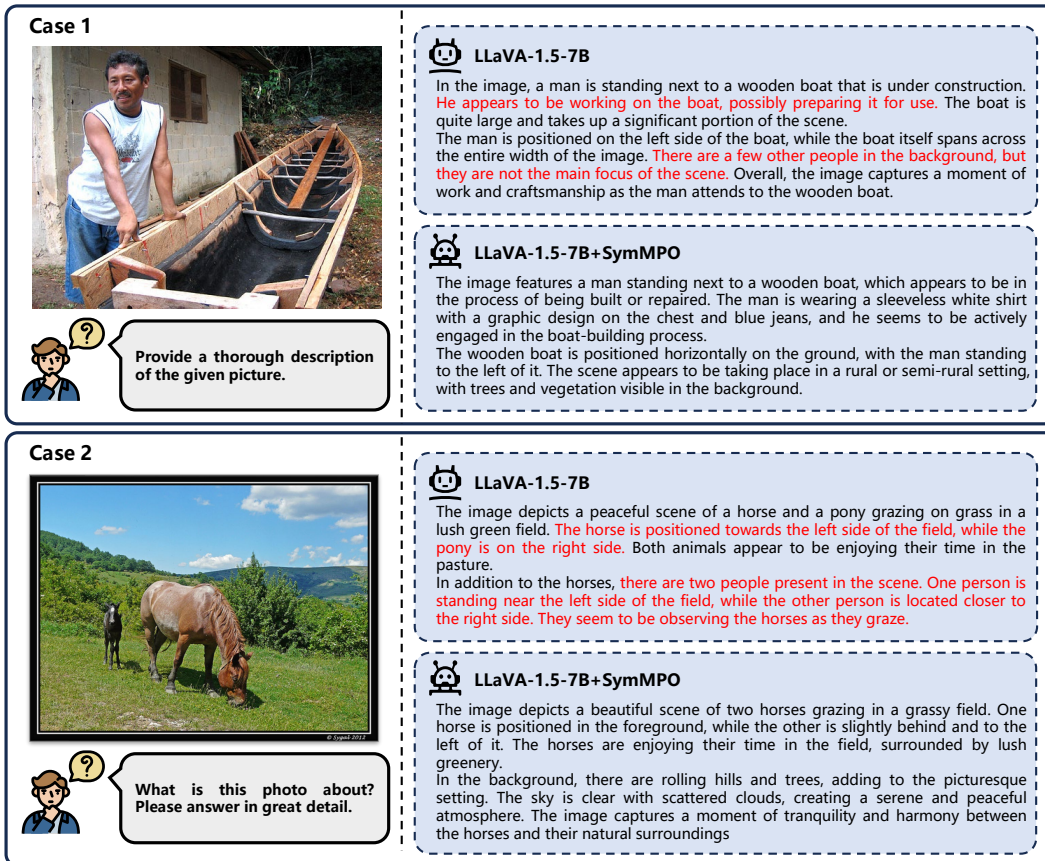 Case 1
Provide a thorough description
of the given picture.
LLaVA-1.5-7B
In the image, a man is standing next to a wooden boat that is under construction.
He appears to be working on the boat, possibly preparing it for use. The boat is
quite large and takes up a significant portion of the scene.
The man is positioned on the left side of the boat, while the boat itself spans across
the entire width of the image. There are a few other people in the background, but
they are not the main focus of the scene. Overall, the image captures a moment of
work and craftsmanship as the man attends to the wooden boat.
LLaVA-1.5-7B+SymMPO
The image features a man standing next to a wooden boat, which appears to be in
the process of being built or repaired. The man is wearing a sleeveless white shirt
with a graphic design on the chest and blue jeans, and he seems to be actively
engaged in the boat-building process.
The wooden boat is positioned horizontally on the ground, with the man standing
to the left of it. The scene appears to be taking place in a rural or semi-rural setting,
with trees and vegetation visible in the background.
Case 2
© Sygaś 2012
What is this photo about?
Please answer in great detail.
LLaVA-1.5-7B
The image depicts a peaceful scene of a horse and a pony grazing on grass in a
lush green field. The horse is positioned towards the left side of the field, while the
pony is on the right side. Both animals appear to be enjoying their time in the
pasture.
In addition to the horses, there are two people present in the scene. One person is
standing near the left side of the field, while the other person is located closer to
the right side. They seem to be observing the horses as they graze.
LLaVA-1.5-7B+SymMPO
The image depicts a beautiful scene of two horses grazing in a grassy field. One
horse is positioned in the foreground, while the other is slightly behind and to the
left of it. The horses are enjoying their time in the field, surrounded by lush
greenery.
In the background, there are rolling hills and trees, adding to the picturesque
setting. The sky is clear with scattered clouds, creating a serene and peaceful
atmosphere. The image captures a moment of tranquility and harmony between
the horses and their natural surroundings